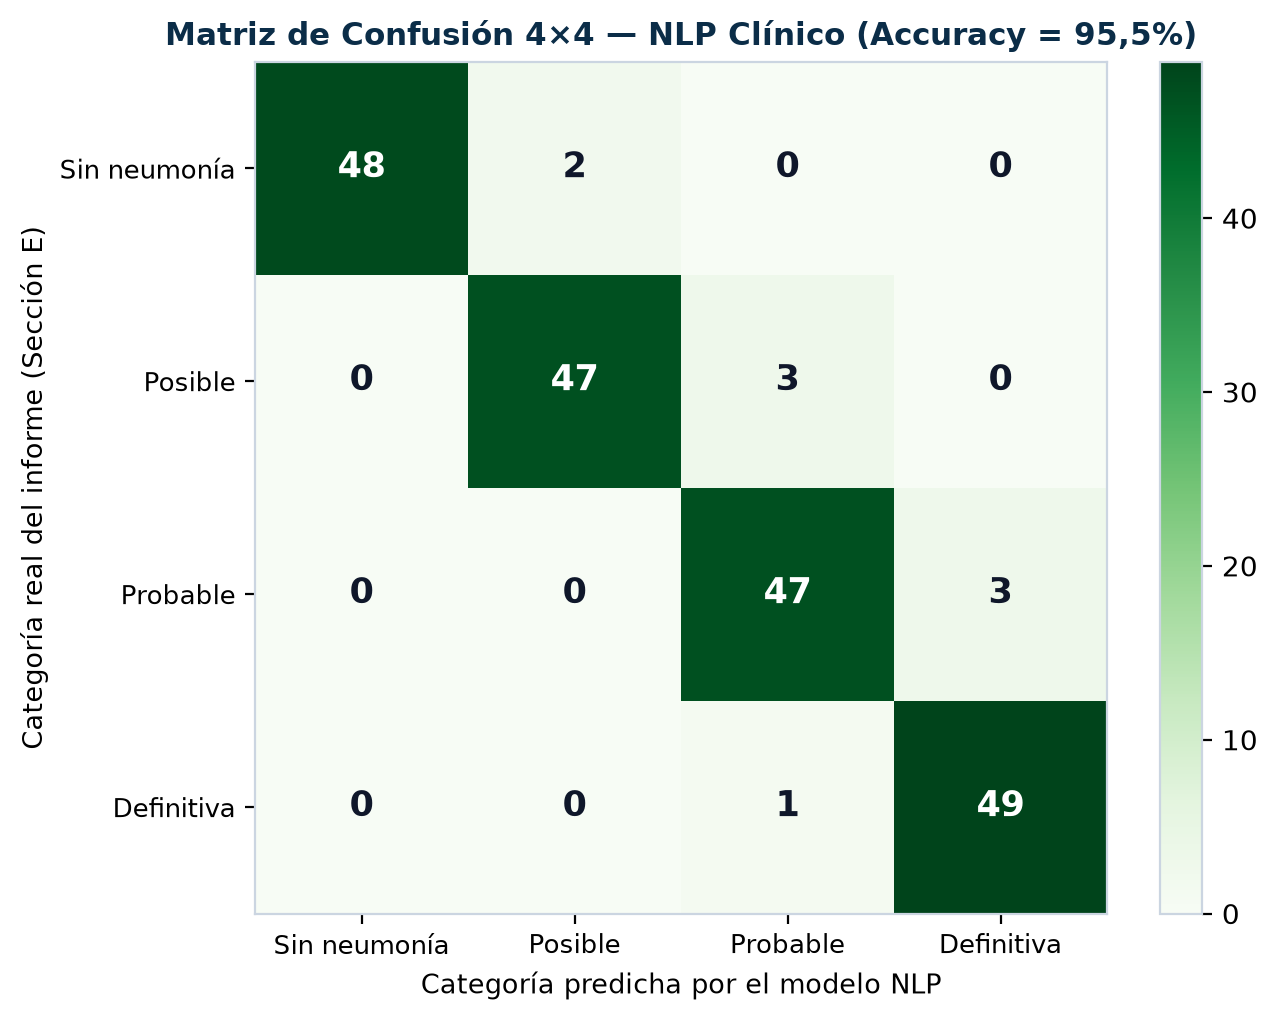 Matriz de Confusión 4×4 — NLP Clínico (Accuracy = 95,5%)
Categoría real del informe (Sección E)
Sin neumonía 48 2 0 0
Posible 0 47 3 0
Probable 0 0 47 3
Definitiva 0 0 1 49
Sin neumonía Posible Probable Definitiva
Categoría predicha por el modelo NLP
40
30
20
10
0